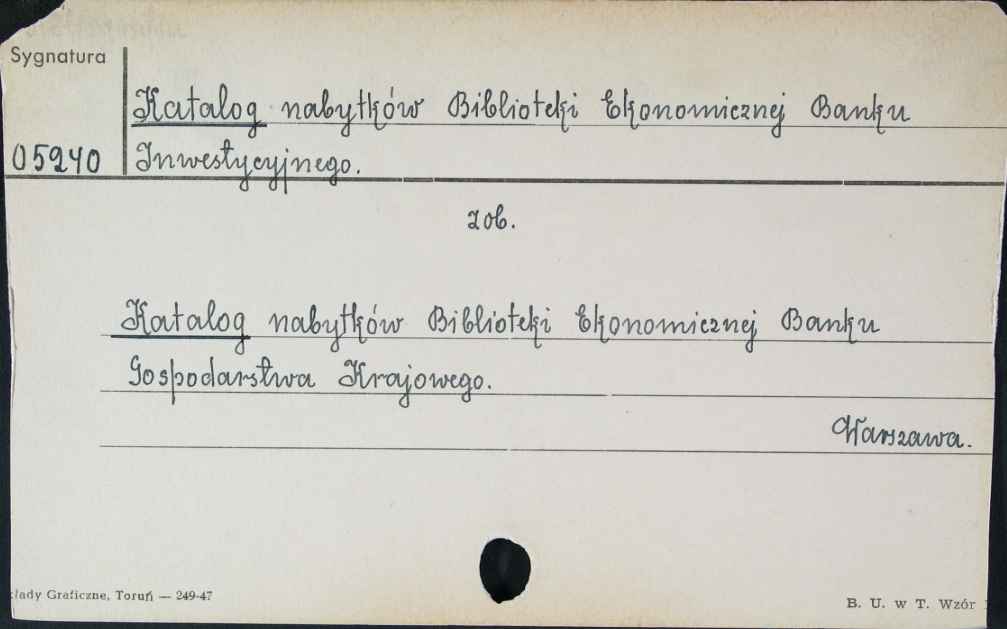 Sygnatura
Katalog nabytków Biblioteki Ekonomicznej Banku
05240 Inwestycyjnego.
zob.
Katalog nabytków Biblioteki Ekonomicznej Banku
Gospodarstwa Krajowego.
Warszawa.
łady Graficzne, Toruń — 249-47
B. U. w T. Wzór